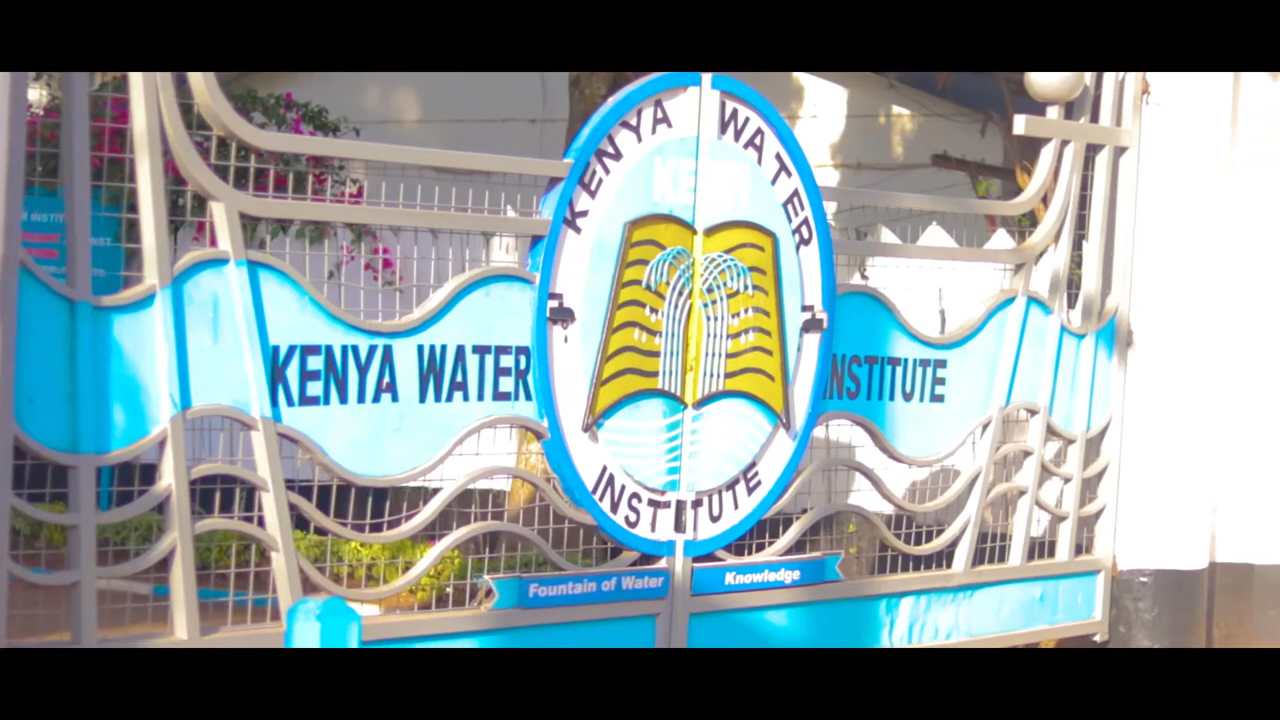 KENYA WATER
INSTITUTE
KENYA WATER INSTITUTE
Fountain of Water Knowledge